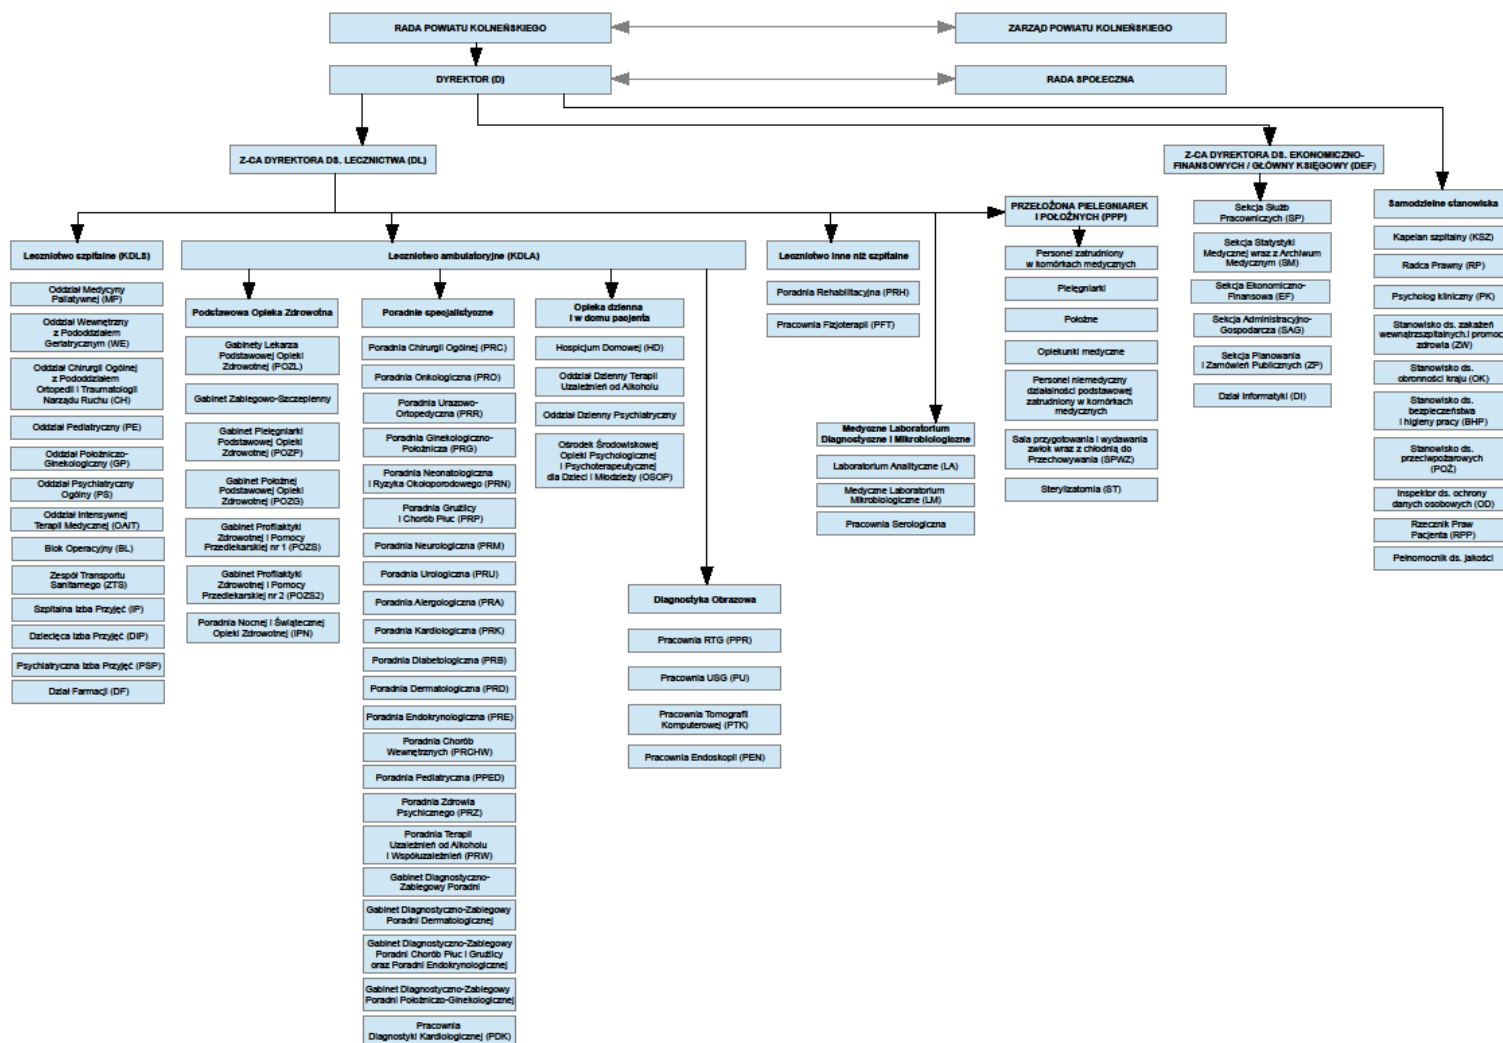 RADA POWIATU KOLNEŃSKIEGO
ZARZĄD POWIATU KOLNEŃSKIEGO
DYREKTOR (D)
RADA SPOŁECZNA
Z-CA DYREKTORA DS. LECZNICTWA (DL)
Z-CA DYREKTORA DS. EKONOMICZNO-
FINANSOWYCH / GŁÓWNY KSIĘGOWY (DEF)
Lecznictwo szpitalne (KDLS)
Oddział Medycyny
Paliatywnej (MP)
Oddział Wewnętrzny
z Pododdziałem
Geriatrycznym (WE)
Oddział Chirurgii Ogólnej
z Pododdziałem
Ortopedii i Traumatologii
Narządu Ruchu (CH)
Oddział Pediatryczny (PE)
Oddział Położniczo-
Ginekologiczny (GP)
Oddział Psychiatryczny
Ogólny (PS)
Oddział Intensywnej
Terapii Medycznej (OAIT)
Blok Operacyjny (BL)
Zespół Transportu
Sanitarnego (ZTS)
Szpitalna Izba Przyjęć (IP)
Dziecięca Izba Przyjęć (DIP)
Psychiatryczna Izba Przyjęć (PSP)
Dział Farmacji (DF)
Lecznictwo ambulatoryjne (KDLA)
Podstawowa Opieka Zdrowotna
Gabinety Lekarza
Podstawowej Opieki
Zdrowotnej (POZL)
Gabinet Zabiegowo-Szczepienny
Gabinet Pielęgniarki
Podstawowej Opieki
Zdrowotnej (POZP)
Gabinet Położnej
Podstawowej Opieki
Zdrowotnej (POZG)
Gabinet Profilaktyki
Zdrowotnej i Pomocy
Przedlekarskiej nr 1 (POZS)
Gabinet Profilaktyki
Zdrowotnej i Pomocy
Przedlekarskiej nr 2 (POZS2)
Poradnia Nocnej i Świątecznej
Opieki Zdrowotnej (IPN)
Poradnie specjalistyczne
Poradnia Chirurgii Ogólnej (PRC)
Poradnia Onkologiczna (PRO)
Poradnia Urazowo-
Ortopedyczna (PRR)
Poradnia Ginekologiczno-
Położnicza (PRG)
Poradnia Neonatologiczna
i Ryzyka Okołoporodowego (PRN)
Poradnia Gruźlicy
i Chorób Płuc (PRP)
Poradnia Neurologiczna (PRM)
Poradnia Urologiczna (PRU)
Poradnia Alergologiczna (PRA)
Poradnia Kardiologiczna (PRK)
Poradnia Diabetologiczna (PRB)
Poradnia Dermatologiczna (PRD)
Poradnia Endokrynologiczna (PRE)
Poradnia Chorób
Wewnętrznych (PRCHW)
Poradnia Pediatryczna (PPED)
Poradnia Zdrowia
Psychicznego (PRZ)
Poradnia Terapii
Uzależnień od Alkoholu
i Współuzależnień (PRW)
Gabinet Diagnostyczno-
Zabiegowy Poradni
Gabinet Diagnostyczno-Zabiegowy
Poradni Dermatologicznej
Gabinet Diagnostyczno-Zabiegowy
Poradni Chorób Płuc i Gruźlicy
oraz Poradni Endokrynologicznej
Gabinet Diagnostyczno-Zabiegowy
Poradni Położniczo-Ginekologicznej
Pracownia
Diagnostyki Kardiologicznej (PDK)
Opieka dzienna
i w domu pacjenta
Hospicjum Domowej (HD)
Oddział Dzienny Terapii
Uzależnień od Alkoholu
Oddział Dzienny Psychiatryczny
Ośrodek Środowiskowej
Opieki Psychologicznej
i Psychoterapeutycznej
dla Dzieci i Młodzieży (OSOP)
Diagnostyka Obrazowa
Pracownia RTG (PPR)
Pracownia USG (PU)
Pracownia Tomografii
Komputerowej (PTK)
Pracownia Endoskopii (PEN)
Lecznictwo inne niż szpitalne
Poradnia Rehabilitacyjna (PRH)
Pracownia Fizjoterapii (PFT)
Medyczne Laboratorium
Diagnostyczne i Mikrobiologiczne
Laboratorium Analityczne (LA)
Medyczne Laboratorium
Mikrobiologiczne (LM)
Pracownia Serologiczna
PRZEŁOŻONA PIELEGNIAREK
I POŁOŻNYCH (PPP)
Personel zatrudniony
w komórkach medycznych
Pielęgniarki
Położne
Opiekunki medyczne
Personel niemedyczny
działalności podstawowej
zatrudniony w komórkach
medycznych
Sala przygotowania i wydawania
zwłok wraz z chłodnią do
Przechowywania (SPWZ)
Sterylizatornia (ST)
Sekcja Służb
Pracowniczych (SP)
Sekcja Statystyki
Medycznej wraz z Archiwum
Medycznym (SM)
Sekcja Ekonomiczno-
Finansowa (EF)
Sekcja Administracyjno-
Gospodarcza (SAG)
Sekcja Planowania
i Zamówień Publicznych (ZP)
Dział Informatyki (DI)
Samodzielne stanowiska
Kapelan szpitalny (KSZ)
Radca Prawny (RP)
Psycholog kliniczny (PK)
Stanowisko ds. zakażeń
wewnątrzszpitalnych i promocji
zdrowia (ZW)
Stanowisko ds.
obronności kraju (OK)
Stanowisko ds.
bezpieczeństwa
i higieny pracy (BHP)
Stanowisko ds.
przeciwpożarowych
(POŻ)
Inspektor ds. ochrony
danych osobowych (OD)
Rzecznik Praw
Pacjenta (RPP)
Pełnomocnik ds. jakości